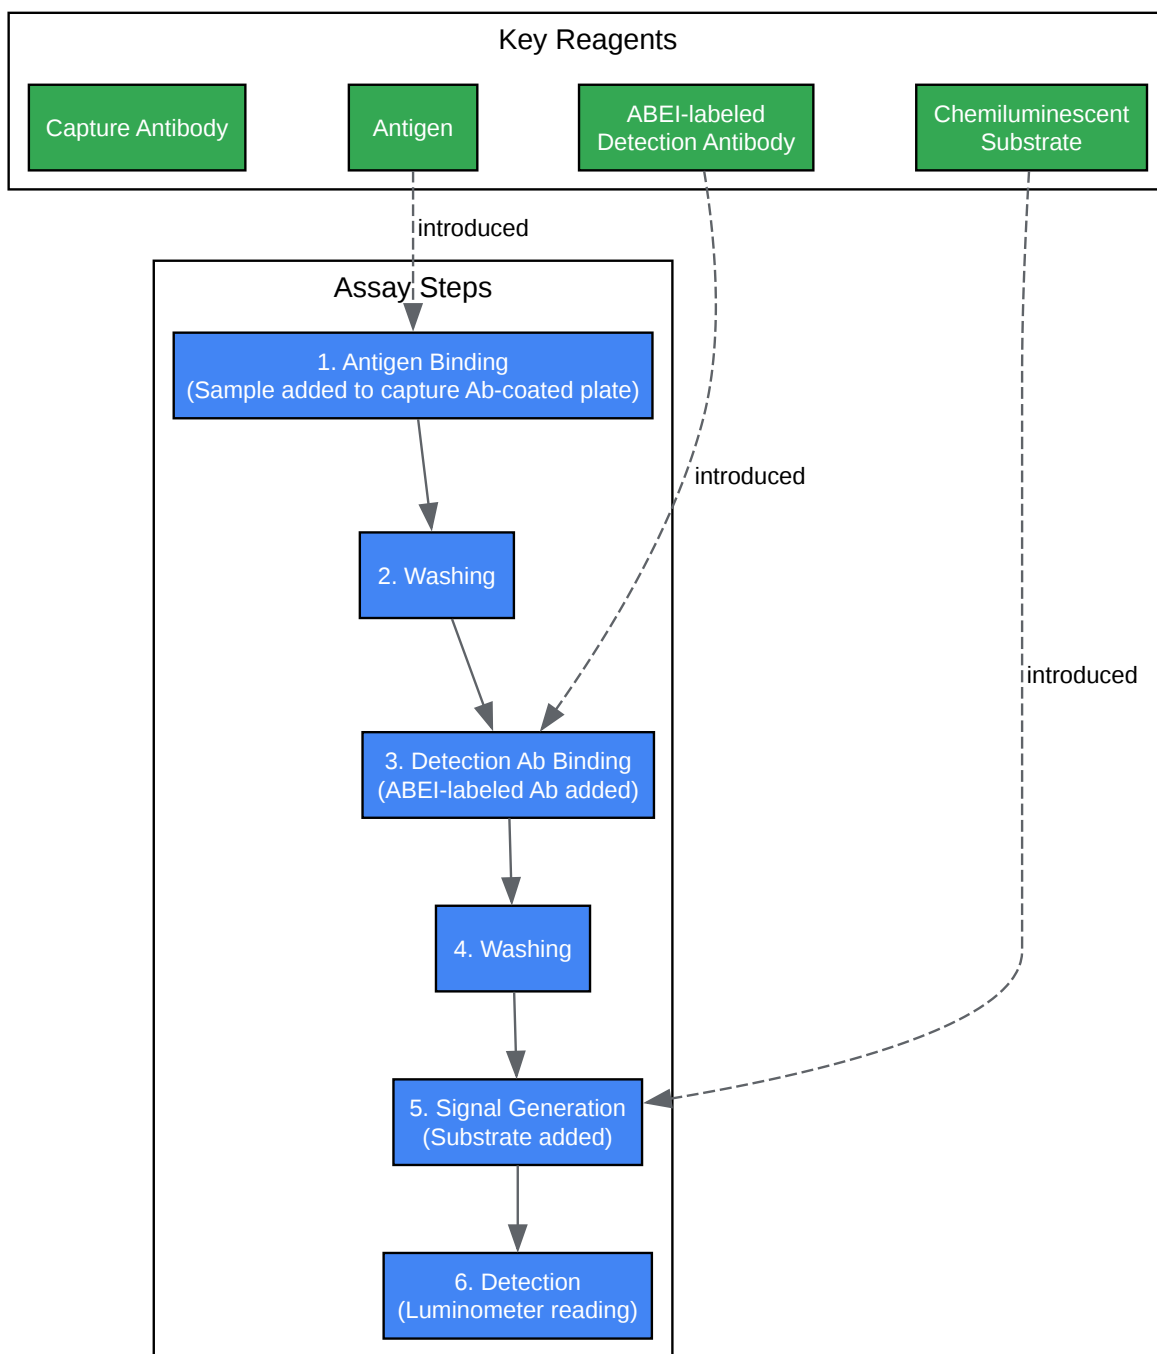 Key Reagents
Capture Antibody
Antigen
ABEI-labeled
Detection Antibody
Chemiluminescent
Substrate
introduced
Assay Steps
1. Antigen Binding
(Sample added to capture Ab-coated plate)
introduced
2. Washing
introduced
3. Detection Ab Binding
(ABEI-labeled Ab added)
4. Washing
5. Signal Generation
(Substrate added)
6. Detection
(Luminometer reading)